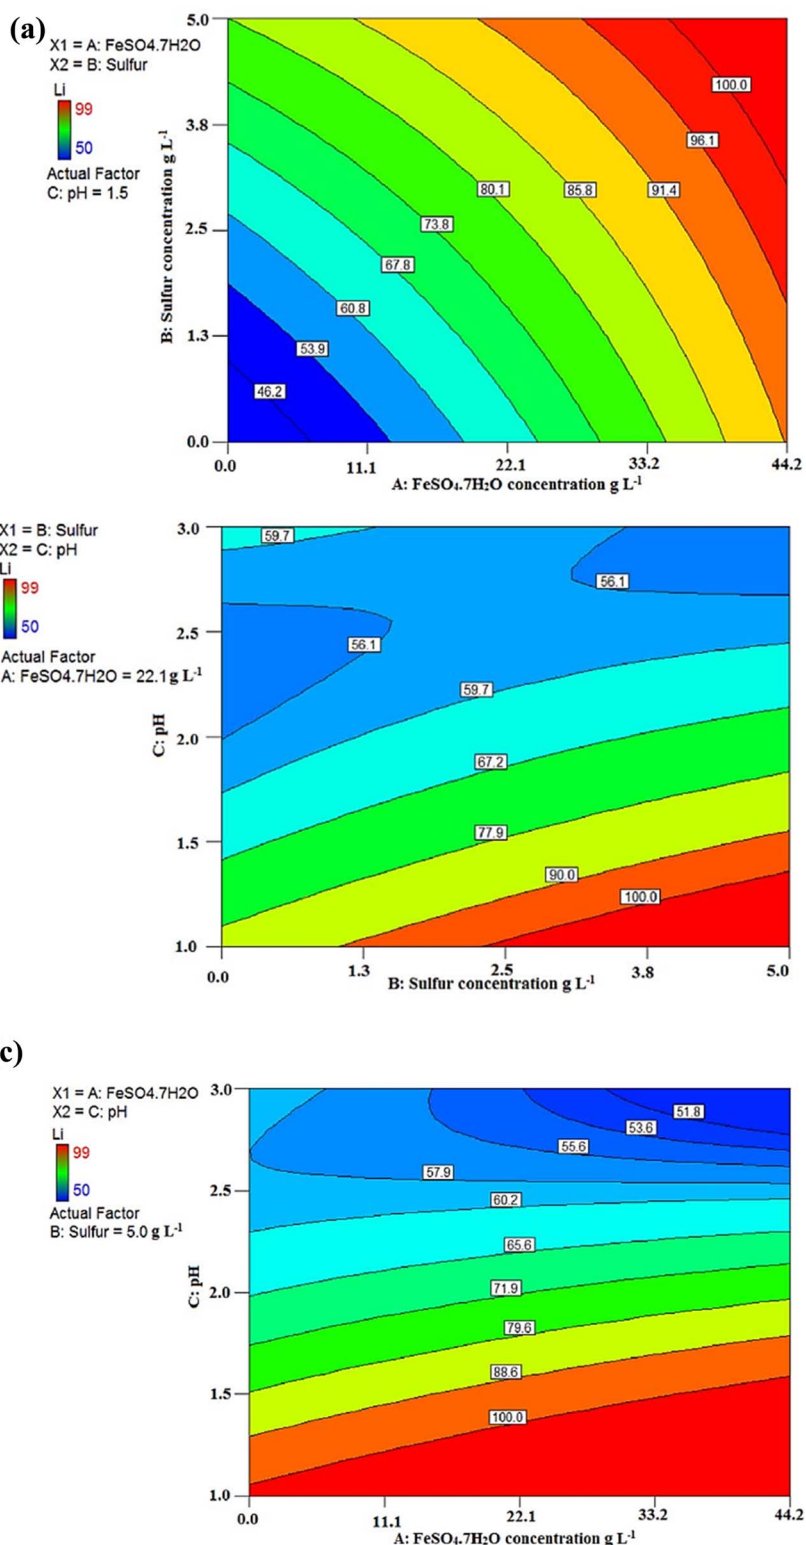 (a)
X1 = A: FeSO4.7H2O
X2 = B: Sulfur
Li
99
50
Actual Factor
C: pH = 1.5
B: Sulfur concentration g L-1
5.0
3.8
2.5
1.3
0.0
100.0
96.1
80.1
85.8
91.4
73.8
67.8
60.8
53.9
46.2
0.0
11.1
22.1
33.2
44.2
A: FeSO4.7H2O concentration g L-1
X1 = B: Sulfur
X2 = C: pH
Li
99
50
Actual Factor
A: FeSO4.7H2O = 22.1 g L-1
C: pH
3.0
2.5
2.0
1.5
1.0
59.7
56.1
56.1
59.7
67.2
77.9
90.0
100.0
0.0
1.3
2.5
3.8
5.0
B: Sulfur concentration g L-1
c)
X1 = A: FeSO4.7H2O
X2 = C: pH
Li
99
50
Actual Factor
B: Sulfur = 5.0 g L-1
C: pH
3.0
2.5
2.0
1.5
1.0
51.8
53.6
55.6
57.9
60.2
65.6
71.9
79.6
88.6
100.0
0.0
11.1
22.1
33.2
44.2
A: FeSO4.7H2O concentration g L-1